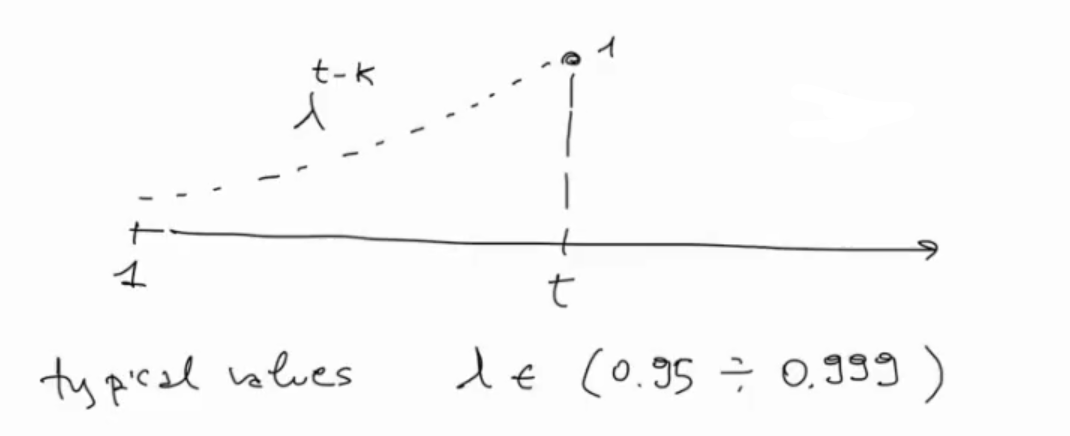 1
λ^{t-k}
1
t
typical values λ ∈ (0.95 ÷ 0.999)